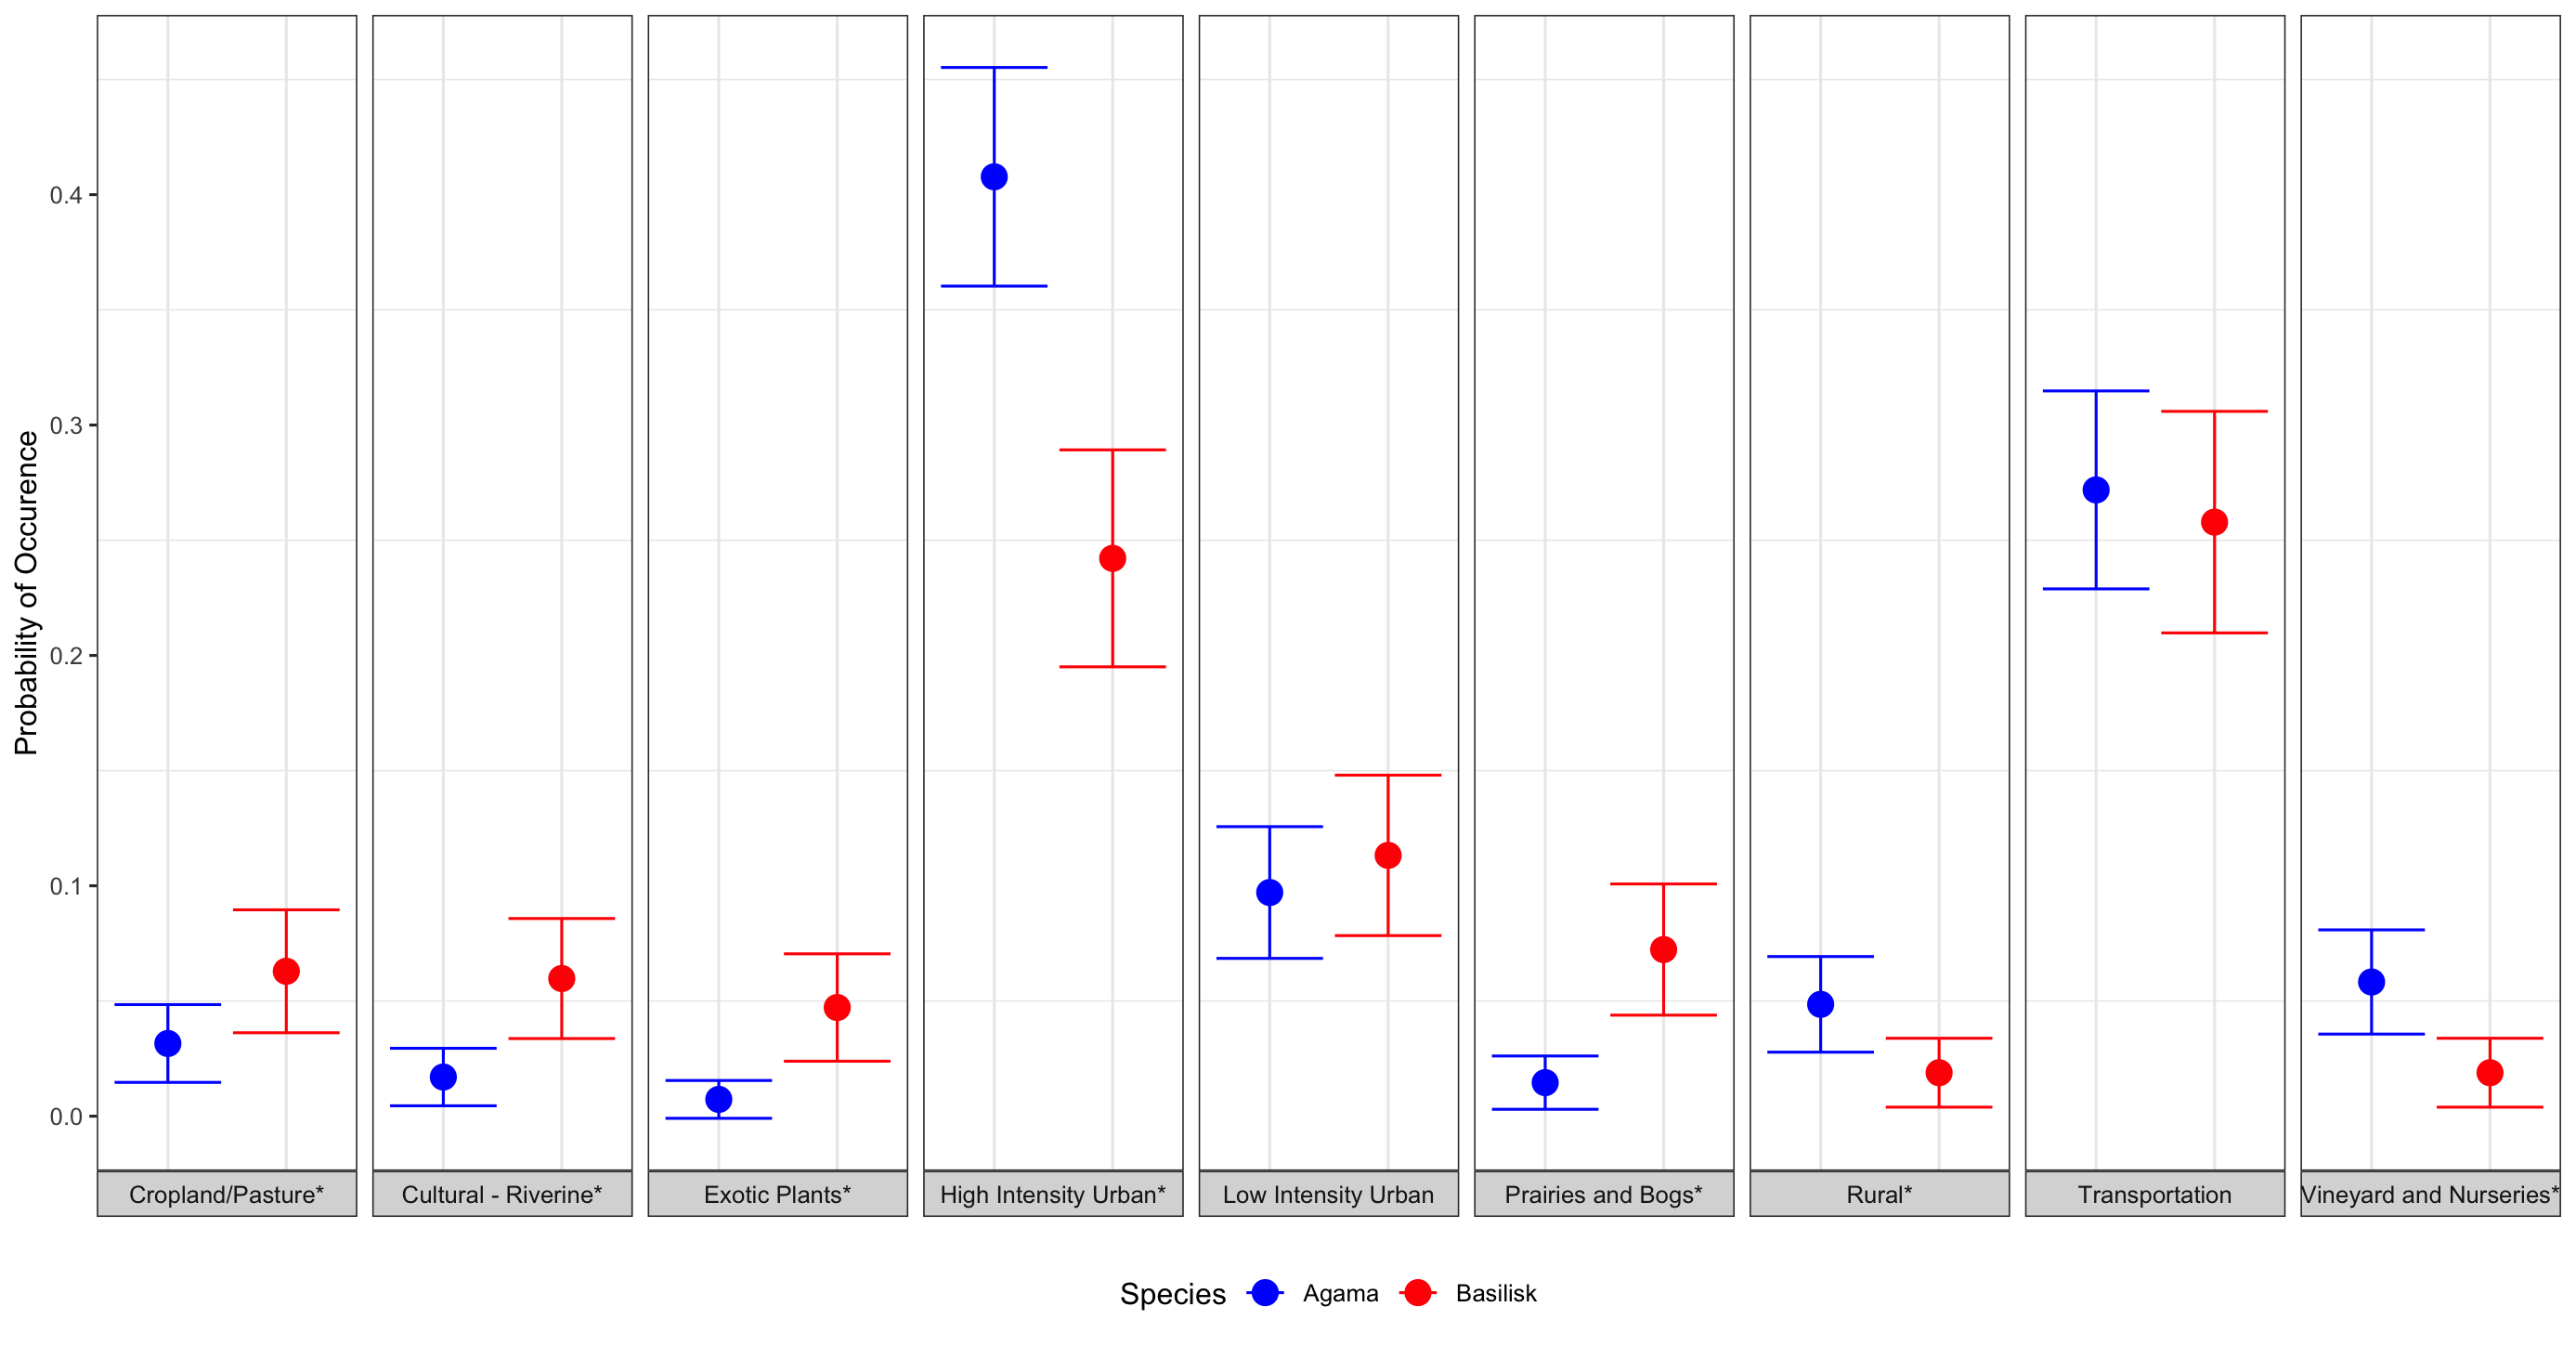 Probability of Occurence
0.4
0.3
0.2
0.1
0.0
Cropland/Pasture*
Cultural - Riverine*
Exotic Plants*
High Intensity Urban*
Low Intensity Urban
Prairies and Bogs*
Rural*
Transportation
Vineyard and Nurseries*
Species Agama Basilisk